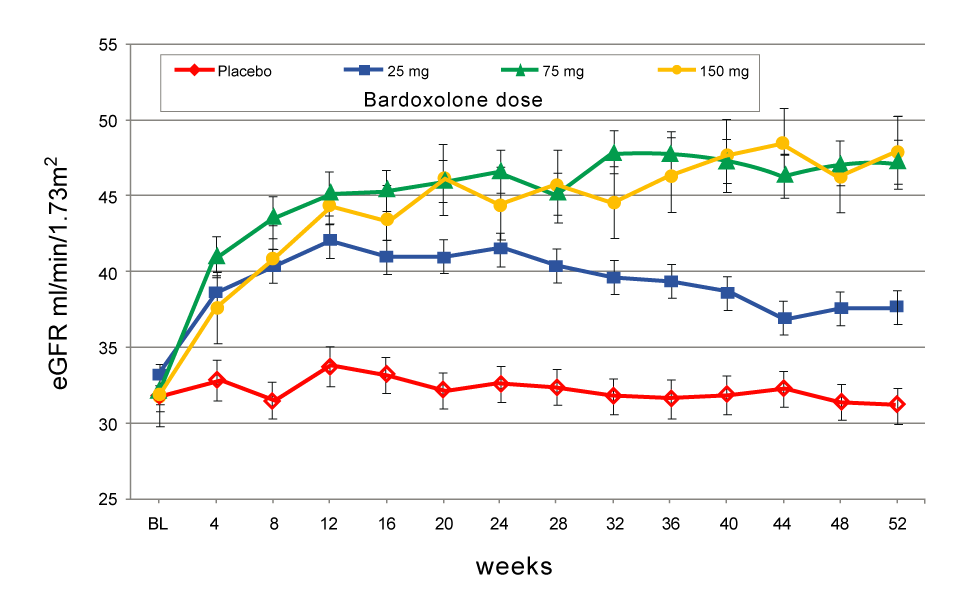 55
Placebo 25 mg 75 mg 150 mg
Bardoxolone dose
50
45
40
35
30
25
eGFR ml/min/1.73m²
BL 4 8 12 16 20 24 28 32 36 40 44 48 52
weeks